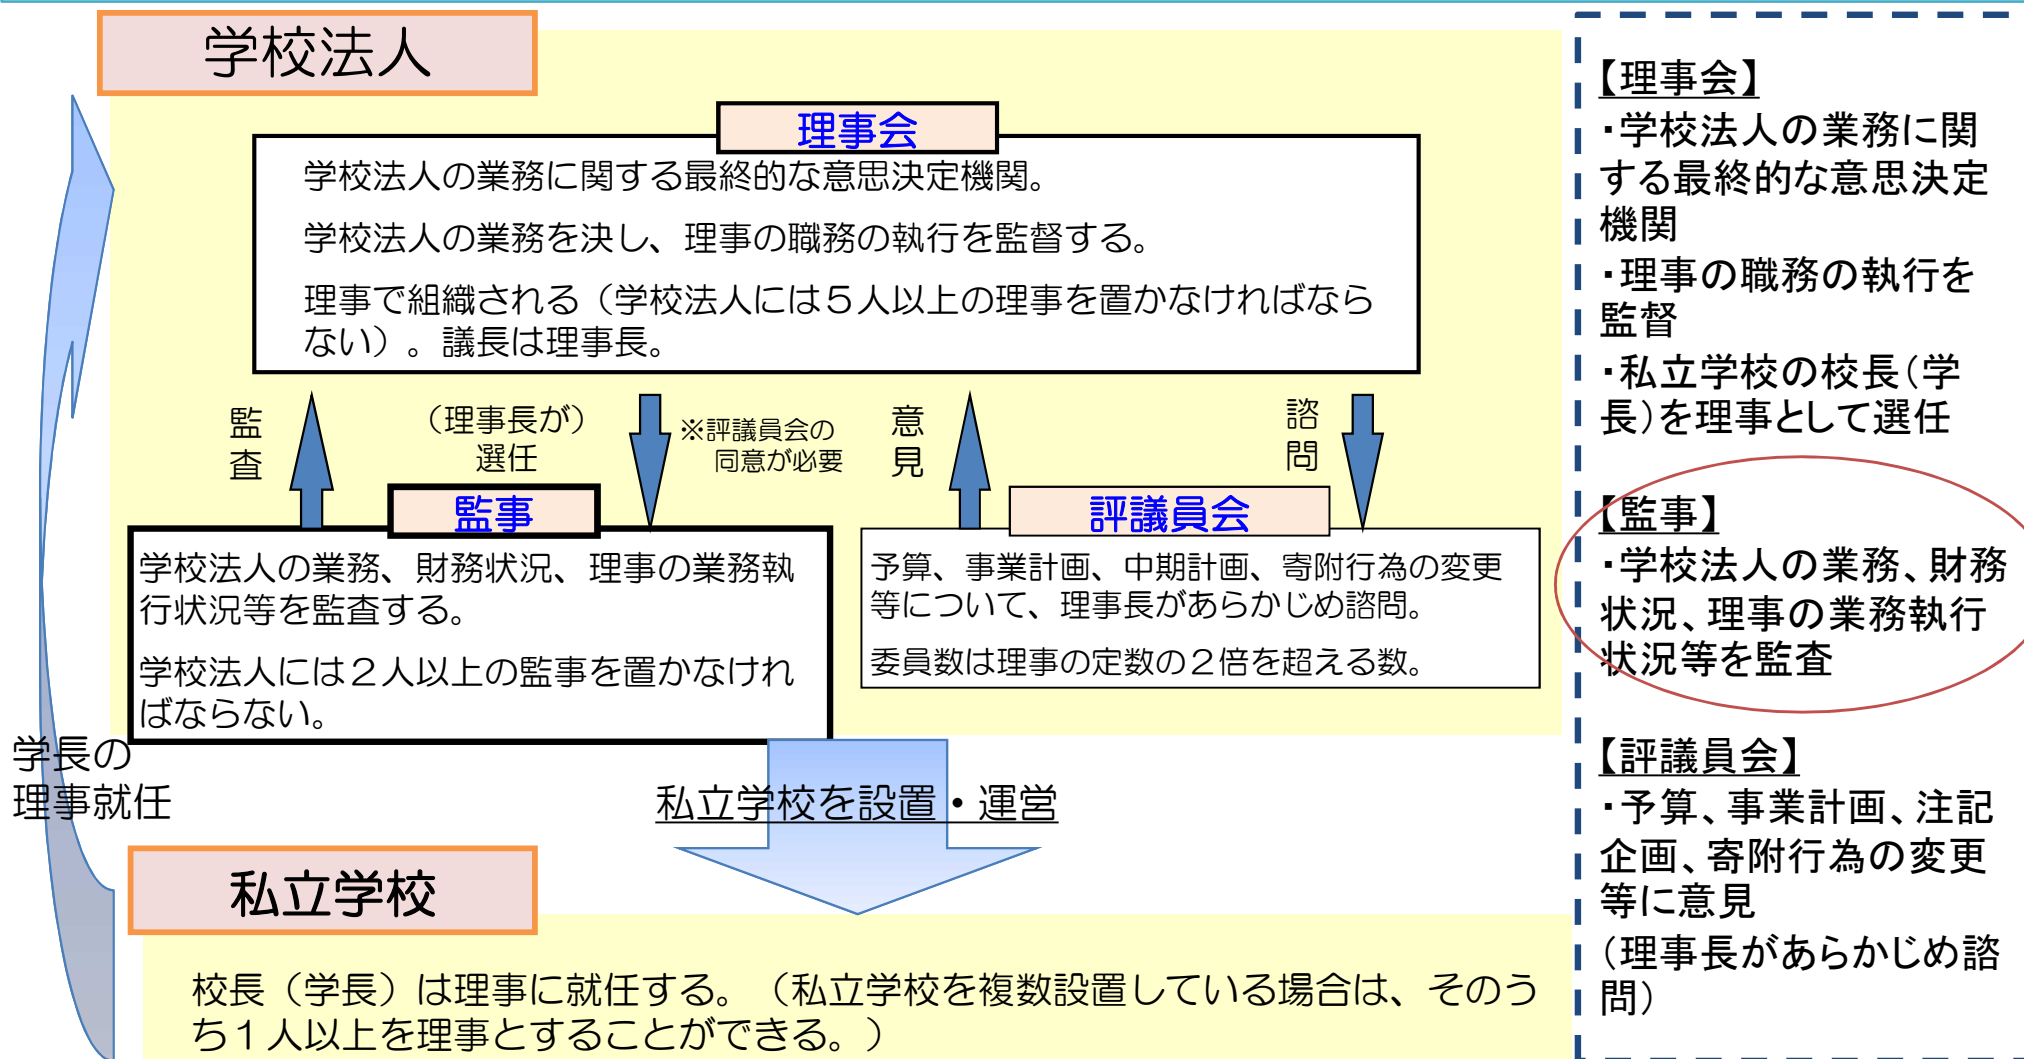 学校法人
理事会
学校法人の業務に関する最終的な意思決定機関。
学校法人の業務を決し、理事の職務の執行を監督する。
理事で組織される（学校法人には５人以上の理事を置かなければなら
ない）。議長は理事長。
監
査
（理事長が）
選任
※評議員会の
同意が必要
意
見
諮
問
監事
学校法人の業務、財務状況、理事の業務執
行状況等を監査する。
学校法人には２人以上の監事を置かなけれ
ばならない。
評議員会
予算、事業計画、中期計画、寄附行為の変更
等について、理事長があらかじめ諮問。
委員数は理事の定数の２倍を超える数。
学長の
理事就任
私立学校を設置・運営
私立学校
校長（学長）は理事に就任する。（私立学校を複数設置している場合は、そのう
ち１人以上を理事とすることができる。）
【理事会】
・学校法人の業務に関
する最終的な意思決定
機関
・理事の職務の執行を
監督
・私立学校の校長（学
長）を理事として選任
【監事】
・学校法人の業務、財務
状況、理事の業務執行
状況等を監査
【評議員会】
・予算、事業計画、注記
企画、寄附行為の変更
等に意見
（理事長があらかじめ諮
問）